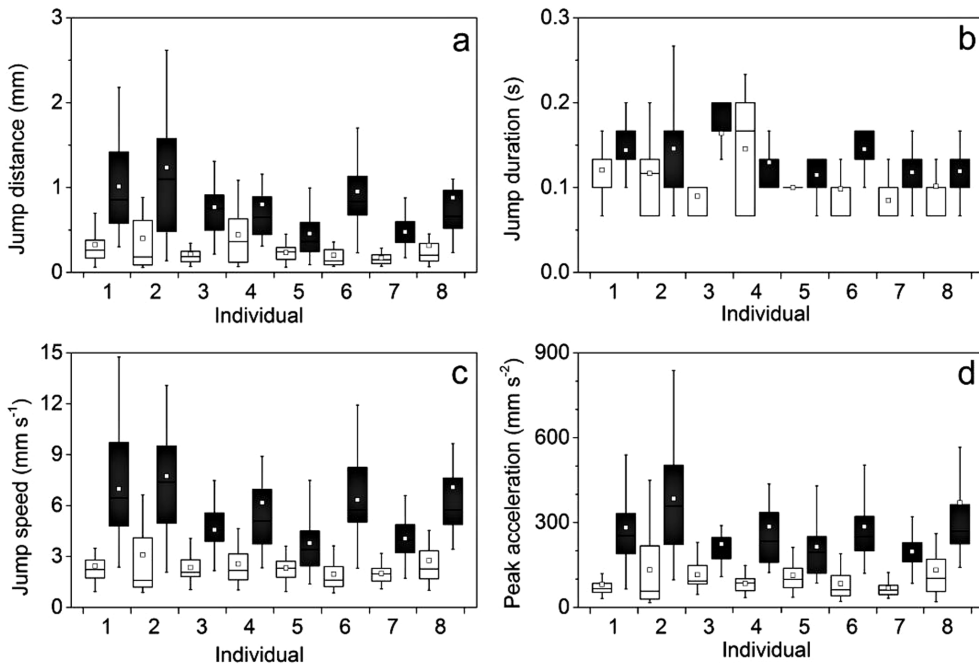 a
3
2
1
0
Jump distance (mm)
1 2 3 4 5 6 7 8
Individual
b
0.3
0.2
0.1
0.0
Jump duration (s)
1 2 3 4 5 6 7 8
Individual
c
15
12
9
6
3
0
Jump speed (mm s⁻¹)
1 2 3 4 5 6 7 8
Individual
d
900
600
300
0
Peak acceleration (mm s⁻²)
1 2 3 4 5 6 7 8
Individual